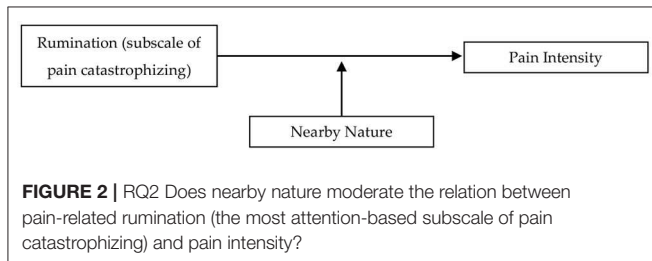 Rumination (subscale of
pain catastrophizing)
Pain Intensity
Nearby Nature
FIGURE 2 | RQ2 Does nearby nature moderate the relation between
pain-related rumination (the most attention-based subscale of pain
catastrophizing) and pain intensity?